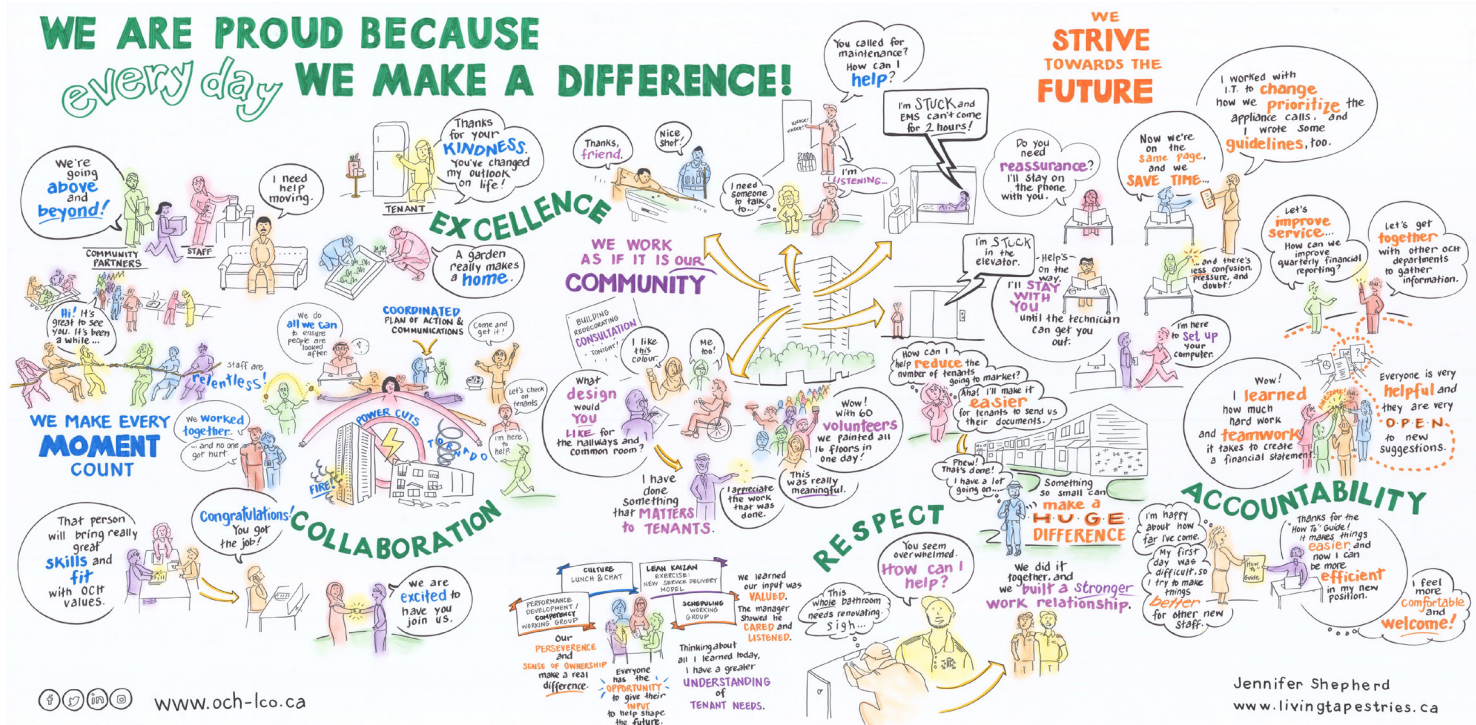 WE ARE PROUD BECAUSE
every day WE MAKE A DIFFERENCE!
We're
going
above
and
beyond!
COMMUNITY
PARTNERS
STAFF
I need
help
moving.
TENANT
Thanks
for your
KINDNESS.
You've changed
my outlook
on life!
EXCELLENCE
A garden
really makes
a home.
Thanks,
friend.
Nice
shot!
You called for
maintenance?
How can I
help?
I need
someone
to talk
to...
I'm
LISTENING...
I'm STUCK and
EMS can't come
for 2 hours!
Do you
need
reassurance?
I'll stay on
the phone
with you.
I'm STUCK
in the
elevator.
-Help's-
on the
way.
I'll STAY
WITH
YOU
until the technician
can get you
out.
WE
STRIVE
TOWARDS THE
FUTURE
I worked with
I.T. to change
how we prioritize the
appliance calls, and
I wrote some
guidelines, too.
Now we're
on the
same page,
and we
SAVE TIME...
...and there's
less confusion,
pressure, and
doubt!
Let's
improve
service...
How can we
improve
quarterly financial
reporting?
Let's get
together
with other OCH
departments
to gather
information.
I'm here
to set up
your
computer.
WE WORK
AS IF IT IS OUR
COMMUNITY
BUILDING
REDECORATING
CONSULTATION
TONIGHT!
I like
this
colour.
Me
too!
What
design
would
YOU
LIKE for
the hallways and
common room?
Wow!
With 60
volunteers
we painted all
16 floors in
one day!
I have
done
something
that MATTERS
to TENANTS.
I appreciate
the work
that was
done.
This
was really
meaningful.
Hi! It's
great to see
you. It's been
a while...
staff are
relentless!
WE MAKE EVERY
MOMENT
COUNT
We do
all we can
to ensure
people are
looked
after.
COORDINATED
PLAN OF ACTION &
COMMUNICATIONS
Come and
get it!
Let's check
on
tenants
I'm here
to
help.
We worked
together.
... and no one
got hurt.
POWER CUTS
TORNADO
FIRE!
COLLABORATION
That person
will bring really
great
skills and
fit
with OCH
values.
Congratulations!
You got
the job!
We are
excited to
have you
join us.
How can I
help reduce the
number of tenants
going to market?
Aha! I'll make it
easier
for tenants to send us
their documents.
Phew!
That's done!
I have a lot
going on...
Something
so small can
make a
H·U·G·E
DIFFERENCE
Wow!
I learned
how much
hard work
and teamwork
it takes to create
a financial statement!
Everyone is very
helpful and
they are very
O·P·E·N
to new
suggestions.
ACCOUNTABILITY
I'm happy
about how
far I've come.
My first
day was
difficult, so
I try to make
things
better
for other new
staff.
How To
Guide
Thanks for the
"How To" Guide!
It makes things
easier, and
now I can
be more
efficient
in my new
position.
I feel
more
comfortable
and
welcome!
RESPECT
This
whole bathroom
needs renovating.
sigh...
You seem
overwhelmed.
How can I
help?
We did it
together, and
we built a stronger
work relationship.
CULTURE
LUNCH & CHAT
LEAN KAIZAN
EXERCISE:
NEW SERVICE DELIVERY
MODEL
PERFORMANCE
DEVELOPMENT /
COMPETENCY
WORKING GROUP
SCHEDULING
WORKING
GROUP
Our
PERSEVERENCE
and
SENSE OF OWNERSHIP
make a real
difference.
Everyone
has the
OPPORTUNITY
to give their
INPUT
to help shape
the future.
We learned
our input was
VALUED.
The manager
showed he
CARED and
LISTENED.
Thinking about
all I learned today,
I have a greater
UNDERSTANDING
of
TENANT NEEDS.
www.och-lco.ca
Jennifer Shepherd
www.livingtapestries.ca